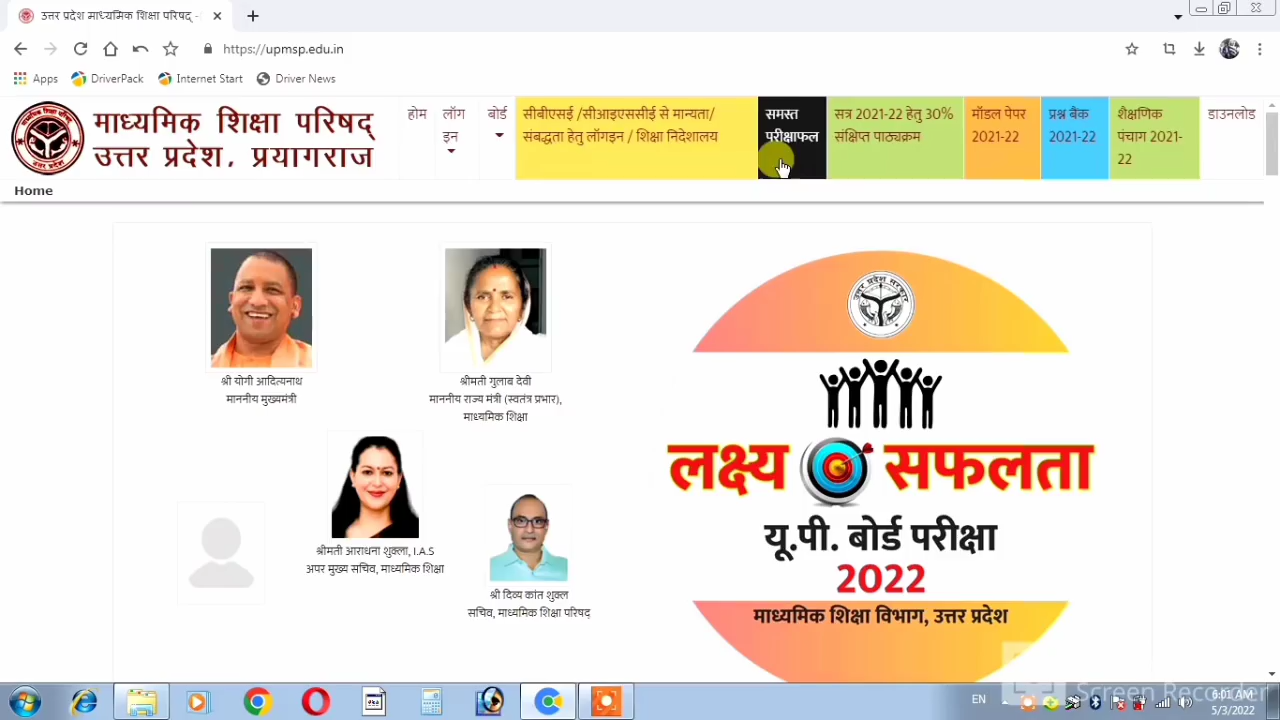 उत्तर प्रदेश माध्यमिक शिक्षा परिषद् -
https://upmsp.edu.in
Apps
DriverPack
Internet Start
Driver News
माध्यमिक शिक्षा परिषद्
उत्तर प्रदेश, प्रयागराज
होम
लॉग
इन
बोर्ड
सीबीएसई /सीआइएससीई से मान्यता/
संबद्धता हेतु लॉगइन / शिक्षा निदेशालय
समस्त
परीक्षाफल
सत्र 2021-22 हेतु 30%
संक्षिप्त पाठ्यक्रम
मॉडल पेपर
2021-22
प्रश्न बैंक
2021-22
शैक्षणिक
पंचाग 2021-
22
डाउनलोड
Home
श्री योगी आदित्यनाथ
माननीय मुख्यमंत्री
श्रीमती गुलाब देवी
माननीय राज्य मंत्री (स्वतंत्र प्रभार),
माध्यमिक शिक्षा
श्रीमती आराधना शुक्ला, I.A.S
अपर मुख्य सचिव, माध्यमिक शिक्षा
श्री दिव्य कांत शुक्ल
सचिव, माध्यमिक शिक्षा परिषद्
उत्तर प्रदेश सरकार
लक्ष्य सफलता
यू.पी. बोर्ड परीक्षा
2022
माध्यमिक शिक्षा विभाग, उत्तर प्रदेश
Screen Recorder
EN
6:01 AM
5/3/2022